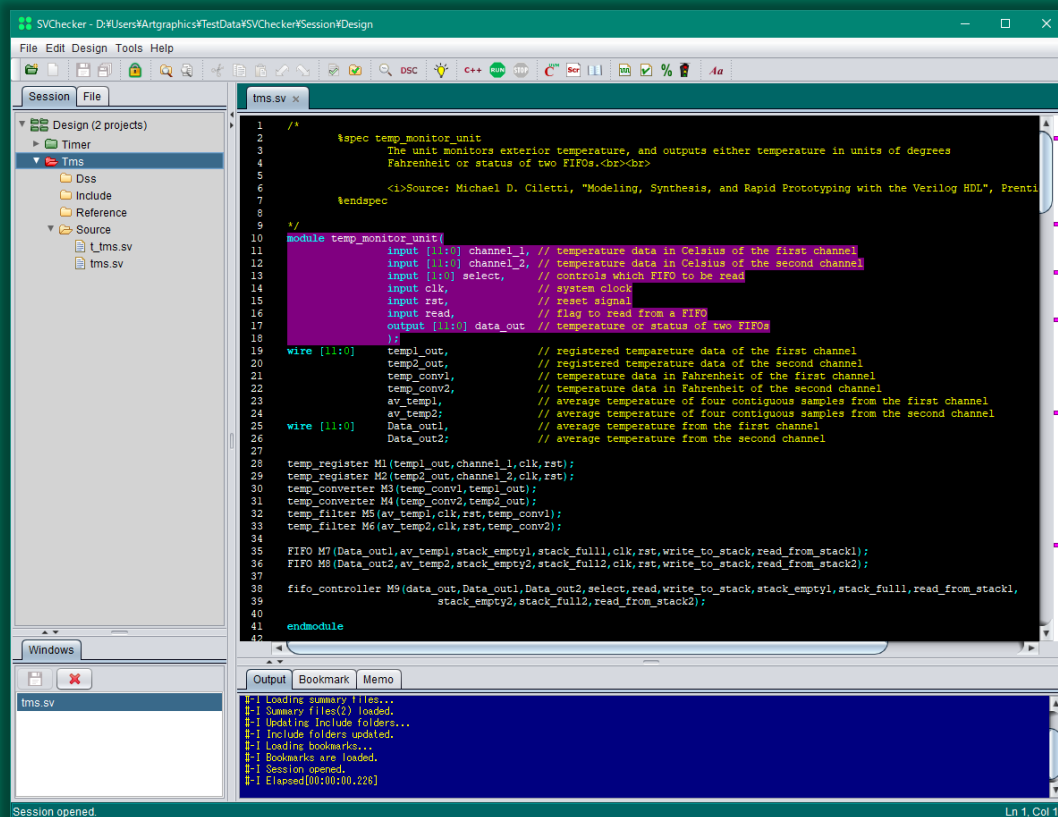 SVChecker - D:¥Users¥Artgraphics¥TestData¥SVChecker¥Session¥Design
File Edit Design Tools Help
DSC C++ RUN STOP Scr Aa
Session File
Design (2 projects)
Timer
Tms
Dss
Include
Reference
Source
t_tms.sv
tms.sv
tms.sv ×
1 /*
2 %spec temp_monitor_unit
3 The unit monitors exterior temperature, and outputs either temperature in units of degrees
4 Fahrenheit or status of two FIFOs.<br><br>
5
6 <i>Source: Michael D. Ciletti, "Modeling, Synthesis, and Rapid Prototyping with the Verilog HDL", Prenti
7 %endspec
8
9 */
10 module temp_monitor_unit(
11 input [11:0] channel_1, // temperature data in Celsius of the first channel
12 input [11:0] channel_2, // temperature data in Celsius of the second channel
13 input [1:0] select, // controls which FIFO to be read
14 input clk, // system clock
15 input rst, // reset signal
16 input read, // flag to read from a FIFO
17 output [11:0] data_out // temperature or status of two FIFOs
18 );
19 wire [11:0] temp1_out, // registered tempareture data of the first channel
20 temp2_out, // registered temperature data of the second channel
21 temp_conv1, // temperature data in Fahrenheit of the first channel
22 temp_conv2, // temperature data in Fahrenheit of the second channel
23 av_temp1, // average temperature of four contiguous samples from the first channel
24 av_temp2; // average temperature of four contiguous samples from the second channel
25 wire [11:0] Data_out1, // average temperature from the first channel
26 Data_out2; // average temperature from the second channel
27
28 temp_register M1(temp1_out,channel_1,clk,rst);
29 temp_register M2(temp2_out,channel_2,clk,rst);
30 temp_converter M3(temp_conv1,temp1_out);
31 temp_converter M4(temp_conv2,temp2_out);
32 temp_filter M5(av_temp1,clk,rst,temp_conv1);
33 temp_filter M6(av_temp2,clk,rst,temp_conv2);
34
35 FIFO M7(Data_out1,av_temp1,stack_empty1,stack_full1,clk,rst,write_to_stack,read_from_stack1);
36 FIFO M8(Data_out2,av_temp2,stack_empty2,stack_full2,clk,rst,write_to_stack,read_from_stack2);
37
38 fifo_controller M9(data_out,Data_out1,Data_out2,select,read,write_to_stack,stack_empty1,stack_full1,read_from_stack1,
39 stack_empty2,stack_full2,read_from_stack2);
40
41 endmodule
42
Windows
tms.sv
Output Bookmark Memo
#-I Loading summary files...
#-I Summary files(2) loaded.
#-I Updating Include folders...
#-I Include folders updated.
#-I Loading bookmarks...
#-I Bookmarks are loaded.
#-I Session opened.
#-I Elapsed[00:00:00.226]
Session opened.
Ln 1, Col 1